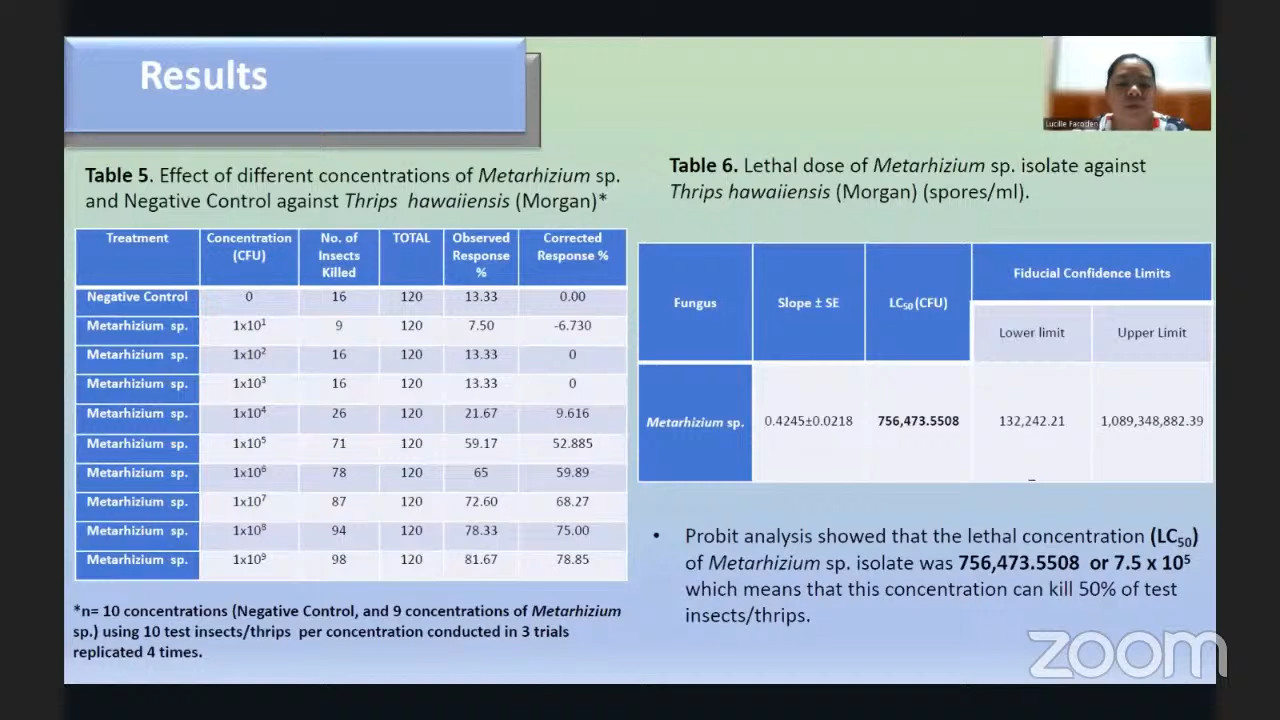 Results
Lucille Faroden
Table 5. Effect of different concentrations of Metarhizium sp.
and Negative Control against Thrips hawaiiensis (Morgan)*
Treatment Concentration (CFU) No. of Insects Killed TOTAL Observed Response % Corrected Response %
Negative Control 0 16 120 13.33 0.00
Metarhizium sp. 1x10¹ 9 120 7.50 -6.730
Metarhizium sp. 1x10² 16 120 13.33 0
Metarhizium sp. 1x10³ 16 120 13.33 0
Metarhizium sp. 1x10⁴ 26 120 21.67 9.616
Metarhizium sp. 1x10⁵ 71 120 59.17 52.885
Metarhizium sp. 1x10⁶ 78 120 65 59.89
Metarhizium sp. 1x10⁷ 87 120 72.60 68.27
Metarhizium sp. 1x10⁸ 94 120 78.33 75.00
Metarhizium sp. 1x10⁹ 98 120 81.67 78.85
*n= 10 concentrations (Negative Control, and 9 concentrations of Metarhizium
sp.) using 10 test insects/thrips per concentration conducted in 3 trials
replicated 4 times.
Table 6. Lethal dose of Metarhizium sp. isolate against
Thrips hawaiiensis (Morgan) (spores/ml).
Fungus Slope ± SE LC₅₀ (CFU) Fiducial Confidence Limits
Lower limit Upper Limit
Metarhizium sp. 0.4245±0.0218 756,473.5508 132,242.21 1,089,348,882.39
• Probit analysis showed that the lethal concentration (LC₅₀)
of Metarhizium sp. isolate was 756,473.5508 or 7.5 x 10⁵
which means that this concentration can kill 50% of test
insects/thrips.
zoom